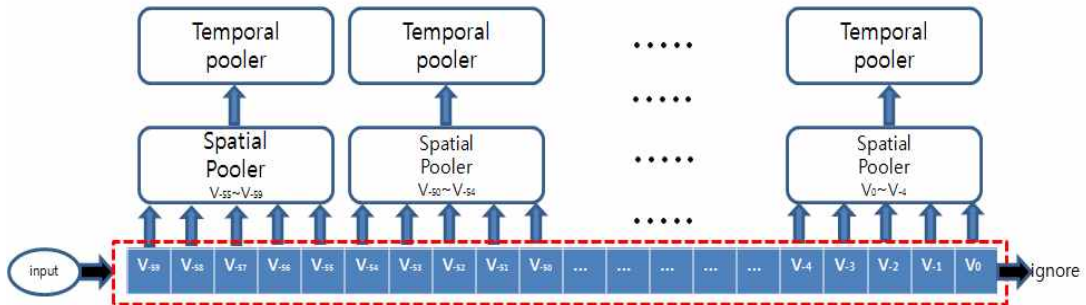 Temporal pooler
Temporal pooler
.....
Temporal pooler
.....
Spatial Pooler V-55~V-59
Spatial Pooler V-50~V-54
.....
Spatial Pooler V0~V-4
.....
input
V-59 V-58 V-57 V-56 V-55 V-54 V-53 V-52 V-51 V-50 ... ... ... ... ... V-4 V-3 V-2 V-1 V0
ignore